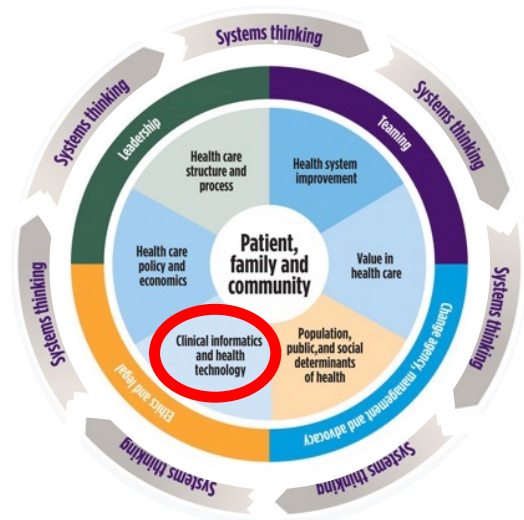 Systems thinking
Systems thinking
Systems thinking
Systems thinking
Systems thinking
Systems thinking
Systems thinking
Systems thinking
Leadership
Teaming
Change agency, management and advocacy
Ethics and legal
Health care
structure and
process
Health system
improvement
Health care
policy and
economics
Patient,
family and
community
Value in
health care
Clinical informatics
and health
technology
Population,
public,and social
determinants
of health